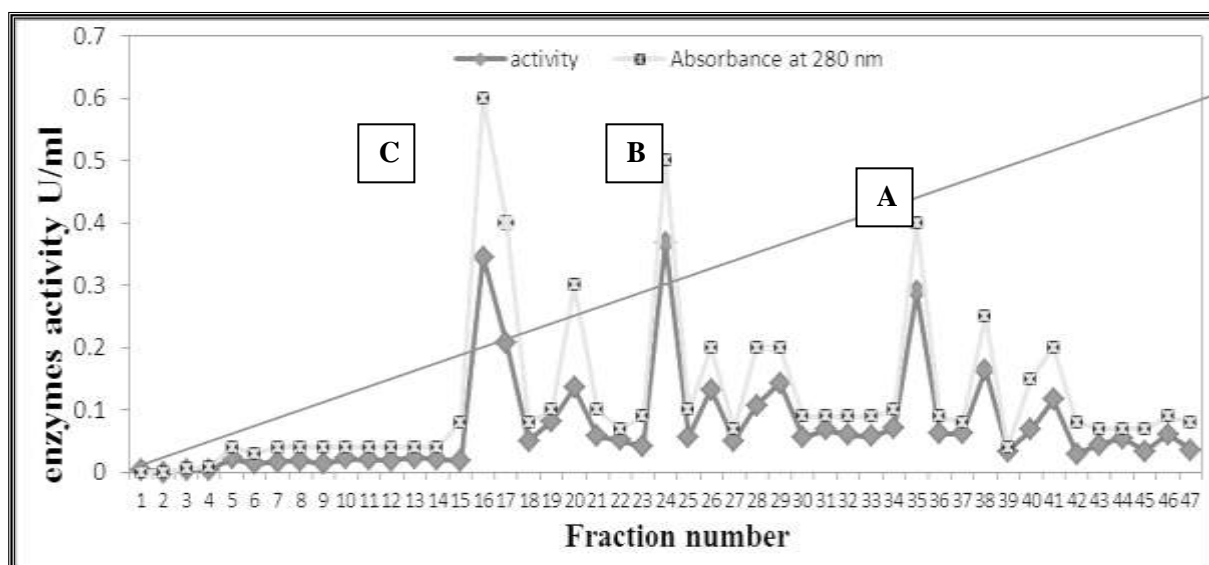 0.7
activity
Absorbance at 280 nm
0.6
C
B
0.5
A
0.4
0.3
0.2
0.1
0
enzymes activity U/ml
1 2 3 4 5 6 7 8 9 10 11 12 13 14 15 16 17 18 19 20 21 22 23 24 25 26 27 28 29 30 31 32 33 34 35 36 37 38 39 40 41 42 43 44 45 46 47
Fraction number